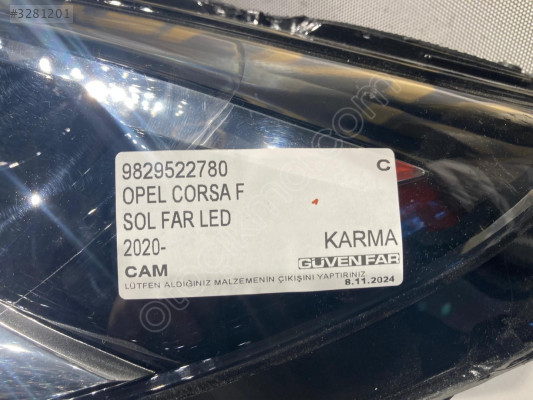 #3281201
9829522780
C
OPEL CORSA F
SOL FAR LED
2020-
KARMA
CAM
GÜVEN FAR
LÜTFEN ALDIĞINIZ MALZEMENİN ÇIKIŞINI YAPTIRINIZ
8.11.2024